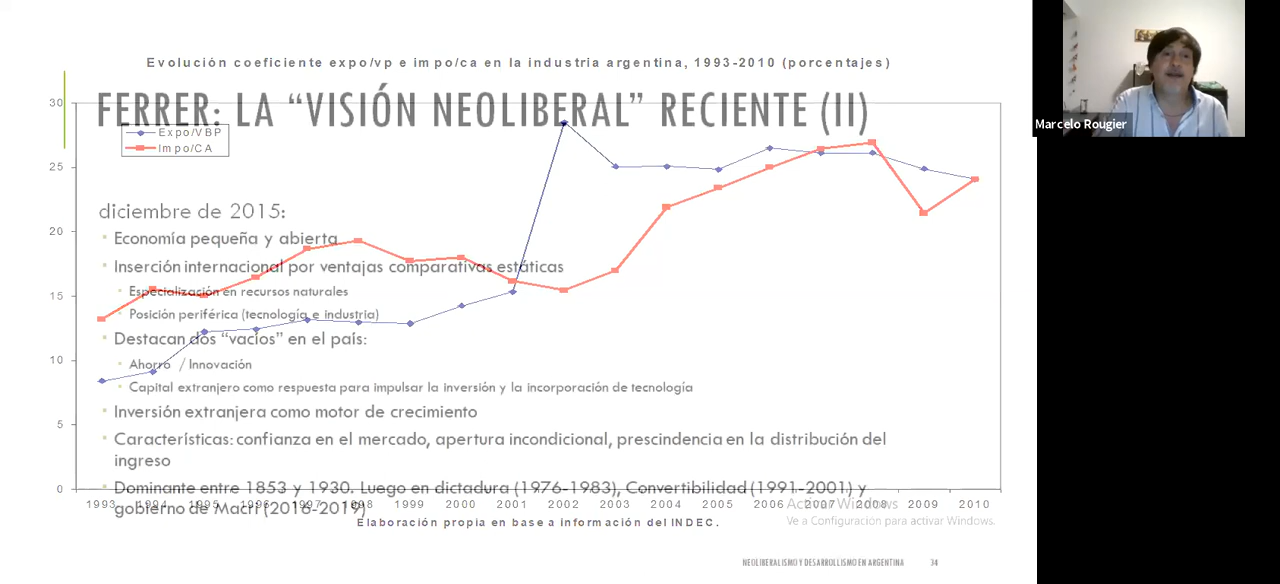 Evolución coeficiente expo/vp e impo/ca en la industria argentina, 1993-2010 (porcentajes)
FERRER: LA “VISIÓN NEOLIBERAL” RECIENTE (II)
Marcelo Rougier
30
25
20
15
10
5
0
Expo/VBP
Impo/CA
diciembre de 2015:
Economía pequeña y abierta
Inserción internacional por ventajas comparativas estáticas
Especialización en recursos naturales
Posición periférica (tecnología e industria)
Destacan dos “vacíos” en el país:
Ahorro / Innovación
Capital extranjero como respuesta para impulsar la inversión y la incorporación de tecnología
Inversión extranjera como motor de crecimiento
Características: confianza en el mercado, apertura incondicional, prescindencia en la distribución del
ingreso
Dominante entre 1853 y 1930. Luego en dictadura (1976-1983), Convertibilidad (1991-2001) y
gobierno de Macri (2016-2019)
1993 1994 1995 1996 1997 1998 1999 2000 2001 2002 2003 2004 2005 2006 2007 2008 2009 2010
Elaboración propia en base a información del INDEC.
Activar Windows
Ve a Configuración para activar Windows.
NEOLIBERALISMO Y DESARROLLISMO EN ARGENTINA 34